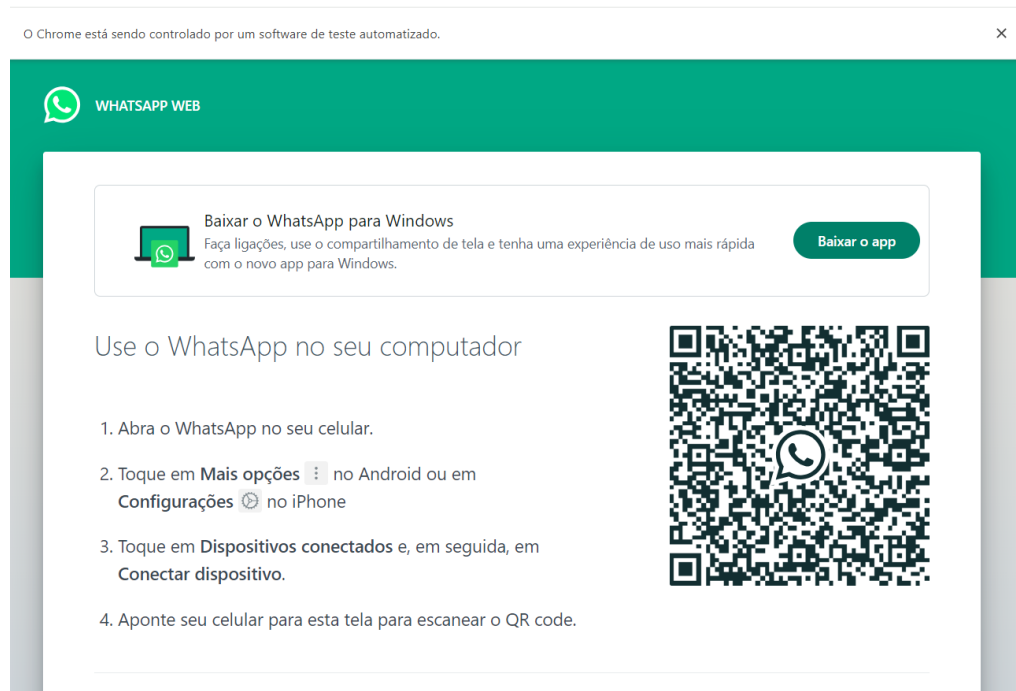 O Chrome está sendo controlado por um software de teste automatizado.
WHATSAPP WEB
Baixar o WhatsApp para Windows
Faça ligações, use o compartilhamento de tela e tenha uma experiência de uso mais rápida
com o novo app para Windows.
Baixar o app
Use o WhatsApp no seu computador
1. Abra o WhatsApp no seu celular.
2. Toque em Mais opções no Android ou em
Configurações no iPhone
3. Toque em Dispositivos conectados e, em seguida, em
Conectar dispositivo.
4. Aponte seu celular para esta tela para escanear o QR code.